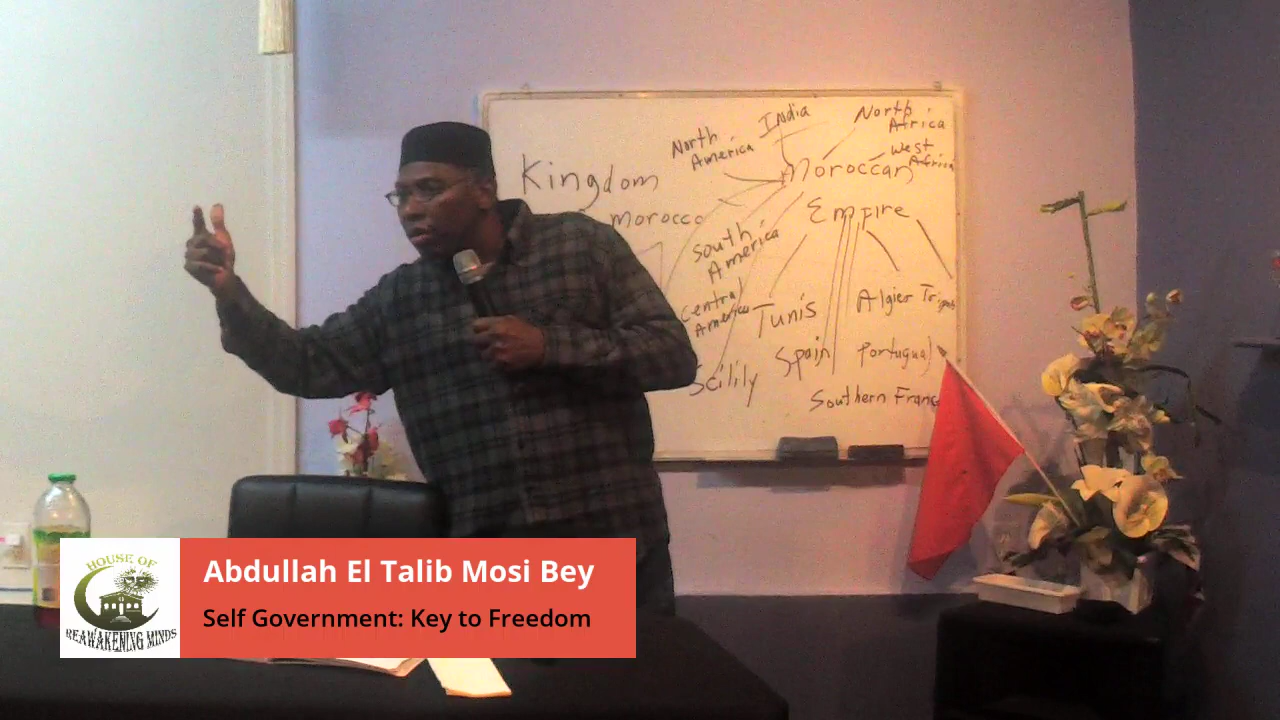 Kingdom
morocco
North
America
India
North
Africa
West
Africa
Moroccan
Empire
South
America
Central
America
Tunis
Algier
Spain
Portugual
Scilily
Southern Franc
HOUSE OF
REAWAKENING MINDS
Abdullah El Talib Mosi Bey
Self Government: Key to Freedom